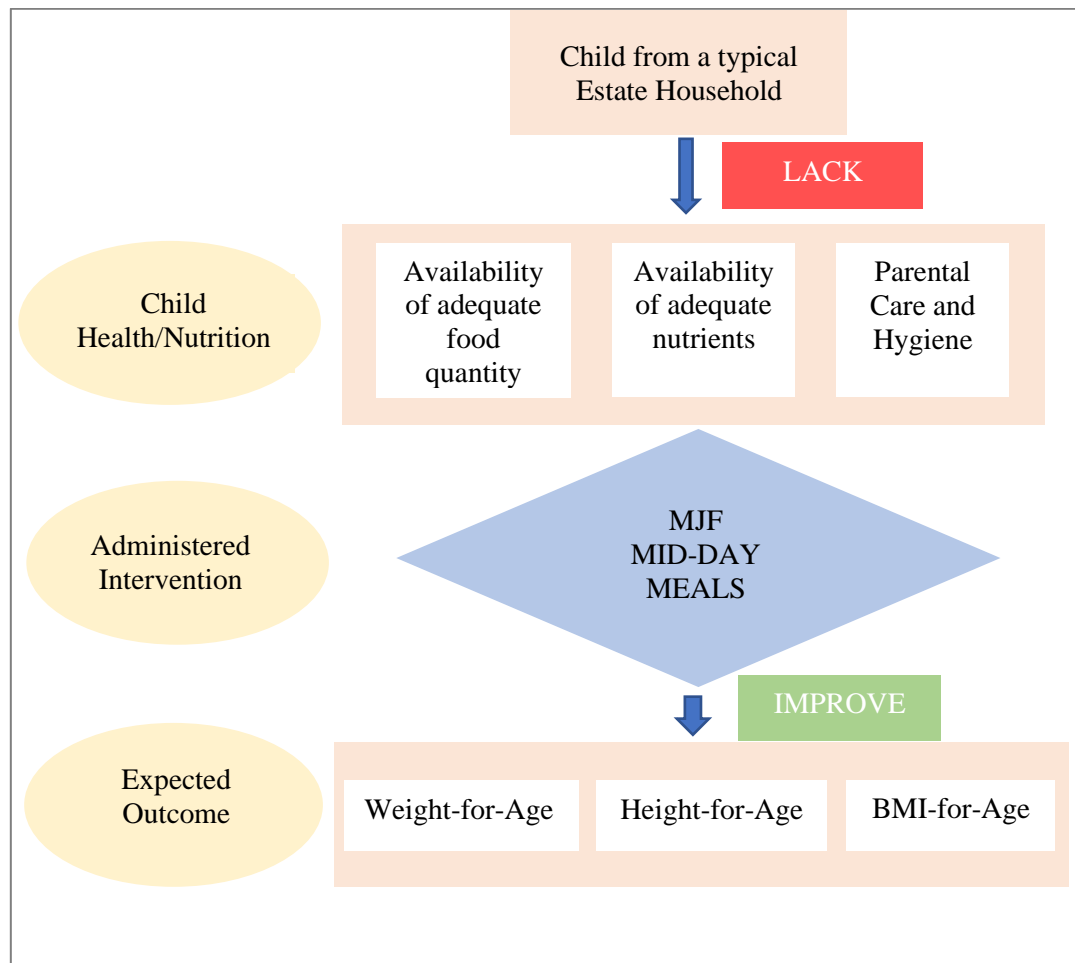 Child from a typical
Estate Household
LACK
Child
Health/Nutrition
Availability
of adequate
food
quantity
Availability
of adequate
nutrients
Parental
Care and
Hygiene
Administered
Intervention
MJF
MID-DAY
MEALS
IMPROVE
Expected
Outcome
Weight-for-Age
Height-for-Age
BMI-for-Age